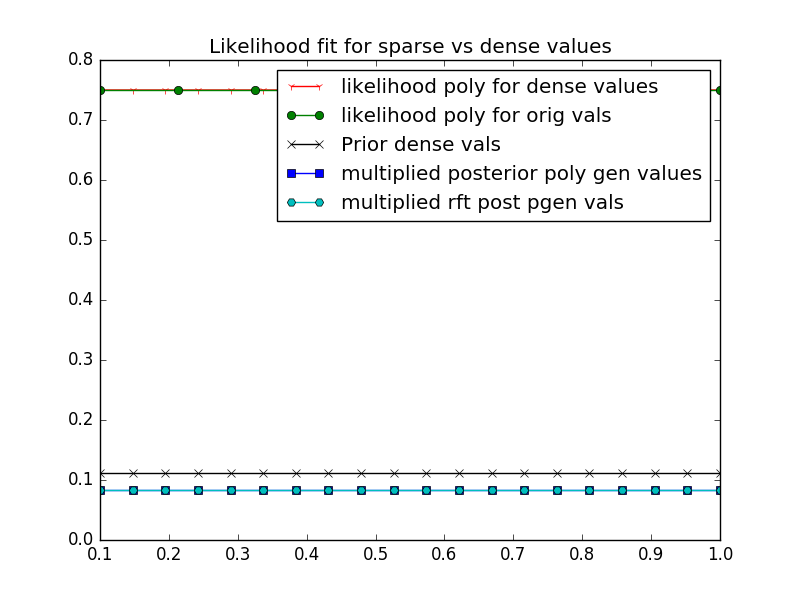 Likelihood fit for sparse vs dense values
0.8
likelihood poly for dense values
likelihood poly for orig vals
Prior dense vals
multiplied posterior poly gen values
multiplied rft post pgen vals
0.7
0.6
0.5
0.4
0.3
0.2
0.1
0.0
0.1 0.2 0.3 0.4 0.5 0.6 0.7 0.8 0.9 1.0